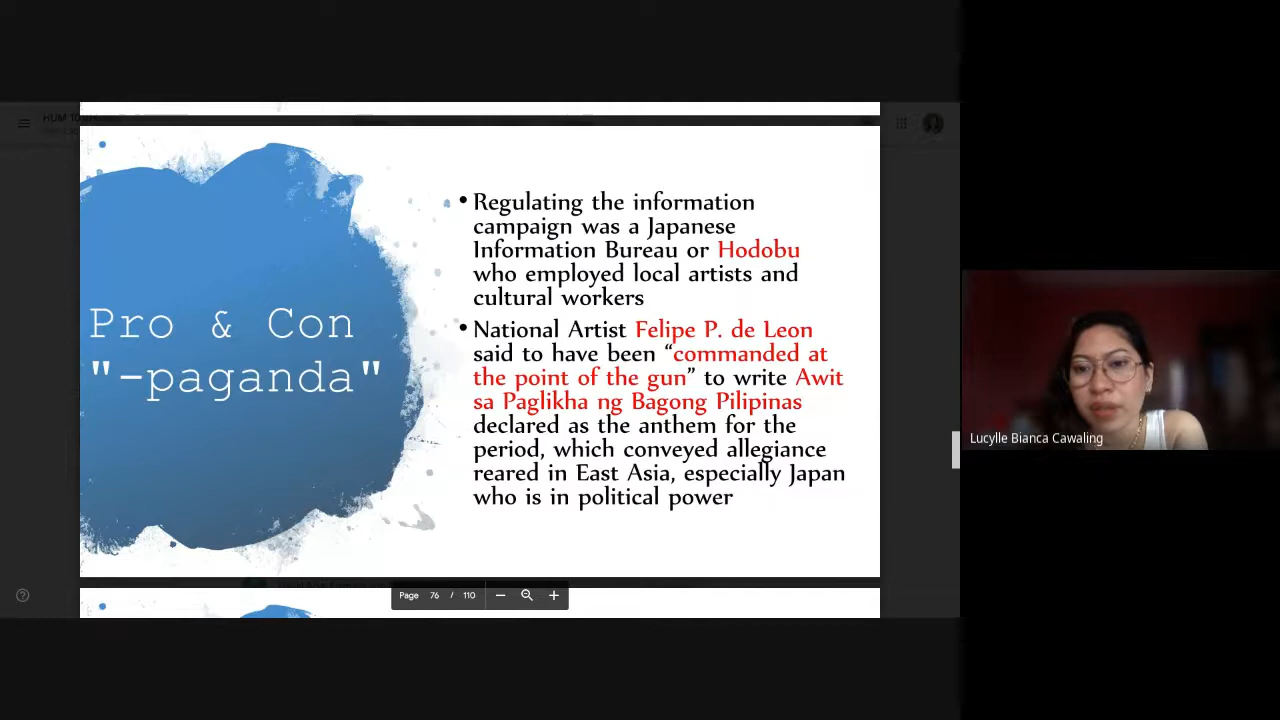 Pro & Con
"-paganda"
• Regulating the information
campaign was a Japanese
Information Bureau or Hodobu
who employed local artists and
cultural workers
• National Artist Felipe P. de Leon
said to have been “commanded at
the point of the gun” to write Awit
sa Paglikha ng Bagong Pilipinas
declared as the anthem for the
period, which conveyed allegiance
reared in East Asia, especially Japan
who is in political power
Page 76 / 110
Lucylle Bianca Cawaling